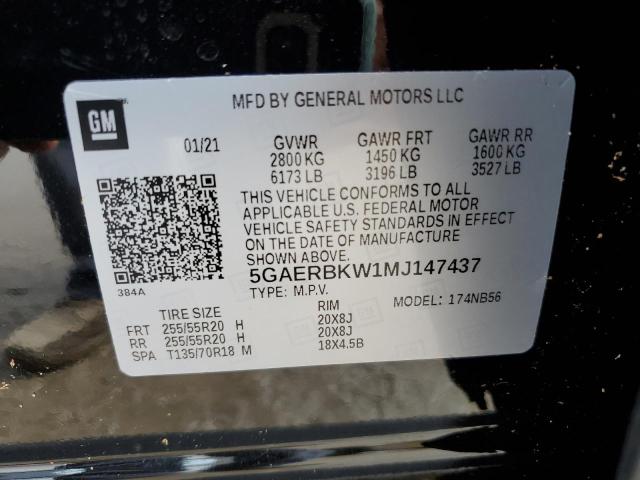 MFD BY GENERAL MOTORS LLC
GM
01/21 GVWR GAWR FRT GAWR RR
2800 KG 1450 KG 1600 KG
6173 LB 3196 LB 3527 LB
THIS VEHICLE CONFORMS TO ALL
APPLICABLE U.S. FEDERAL MOTOR
VEHICLE SAFETY STANDARDS IN EFFECT
ON THE DATE OF MANUFACTURE
SHOWN ABOVE.
5GAERBKW1MJ147437
384A
TYPE: M.P.V. MODEL: 174NB56
TIRE SIZE RIM
FRT 255/55R20 H 20X8J
RR 255/55R20 H 20X8J
SPA T135/70R18 M 18X4.5B